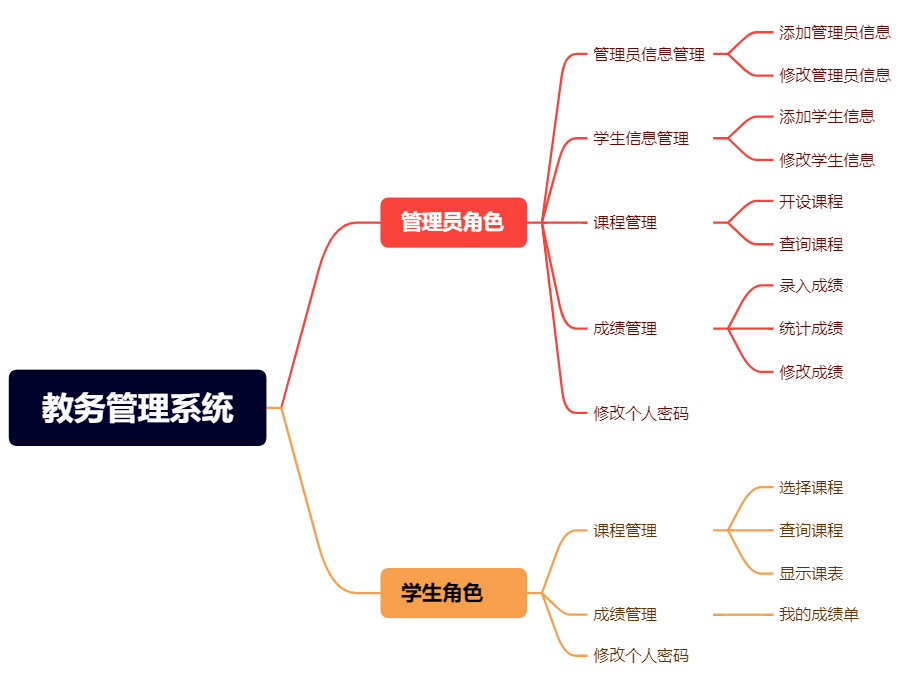 教务管理系统
管理员角色
管理员信息管理
添加管理员信息
修改管理员信息
学生信息管理
添加学生信息
修改学生信息
课程管理
开设课程
查询课程
成绩管理
录入成绩
统计成绩
修改成绩
修改个人密码
学生角色
课程管理
选择课程
查询课程
显示课表
成绩管理
我的成绩单
修改个人密码